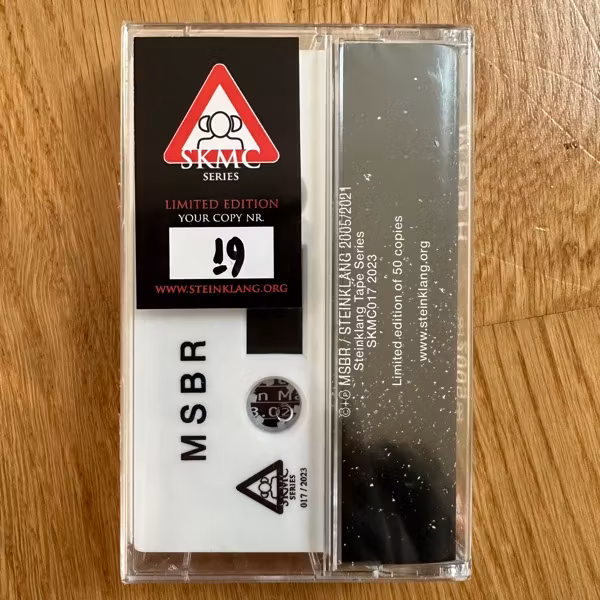 SKMC
SERIES
LIMITED EDITION
YOUR COPY NR.
19
WWW.STEINKLANG.ORG
MSBR
SKMC
SERIES
017 / 2023
©+℗ MSBR / STEINKLANG 2005/2021
Steinklang Tape Series
SKMC017 2023
Limited edition of 50 copies
www.steinklang.org